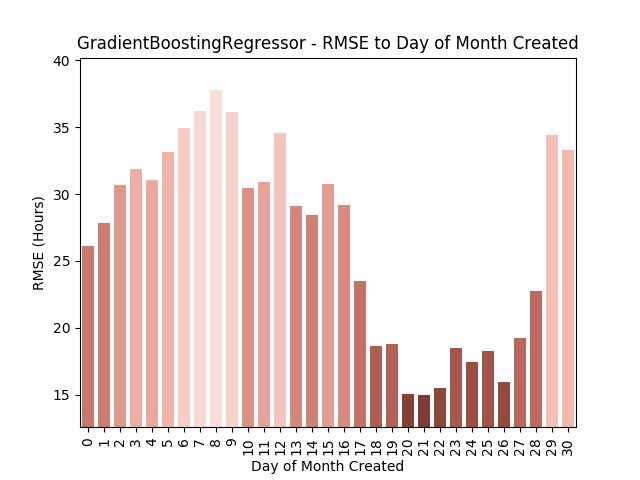 GradientBoostingRegressor - RMSE to Day of Month Created
40
35
30
25
20
15
RMSE (Hours)
0 1 2 3 4 5 6 7 8 9 10 11 12 13 14 15 16 17 18 19 20 21 22 23 24 25 26 27 28 29 30
Day of Month Created